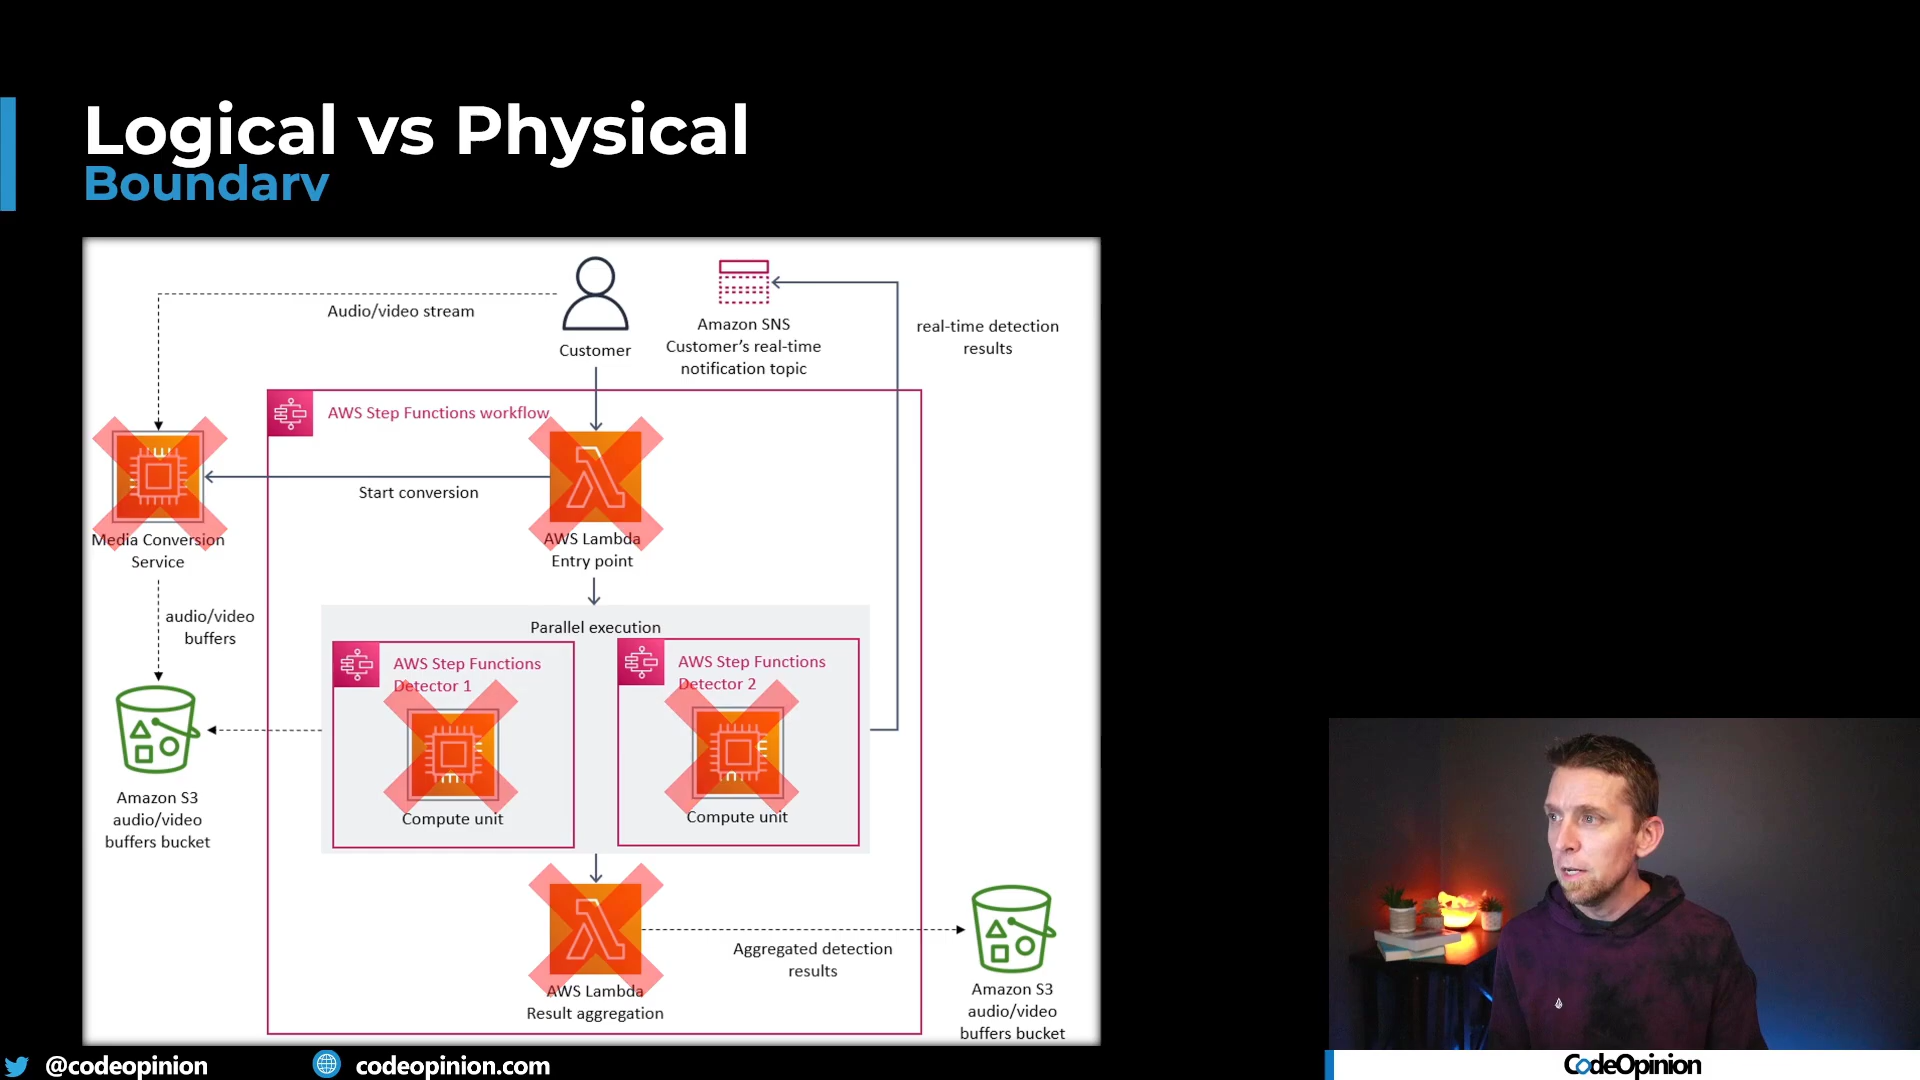 Logical vs Physical
Boundary
Audio/video stream
Customer
Amazon SNS
Customer's real-time
notification topic
real-time detection
results
AWS Step Functions workflow
Start conversion
Media Conversion
Service
AWS Lambda
Entry point
audio/video
buffers
Parallel execution
AWS Step Functions
Detector 1
AWS Step Functions
Detector 2
Compute unit
Compute unit
Amazon S3
audio/video
buffers bucket
AWS Lambda
Result aggregation
Aggregated detection
results
Amazon S3
audio/video
buffers bucket
@codeopinion
codeopinion.com
CodeOpinion